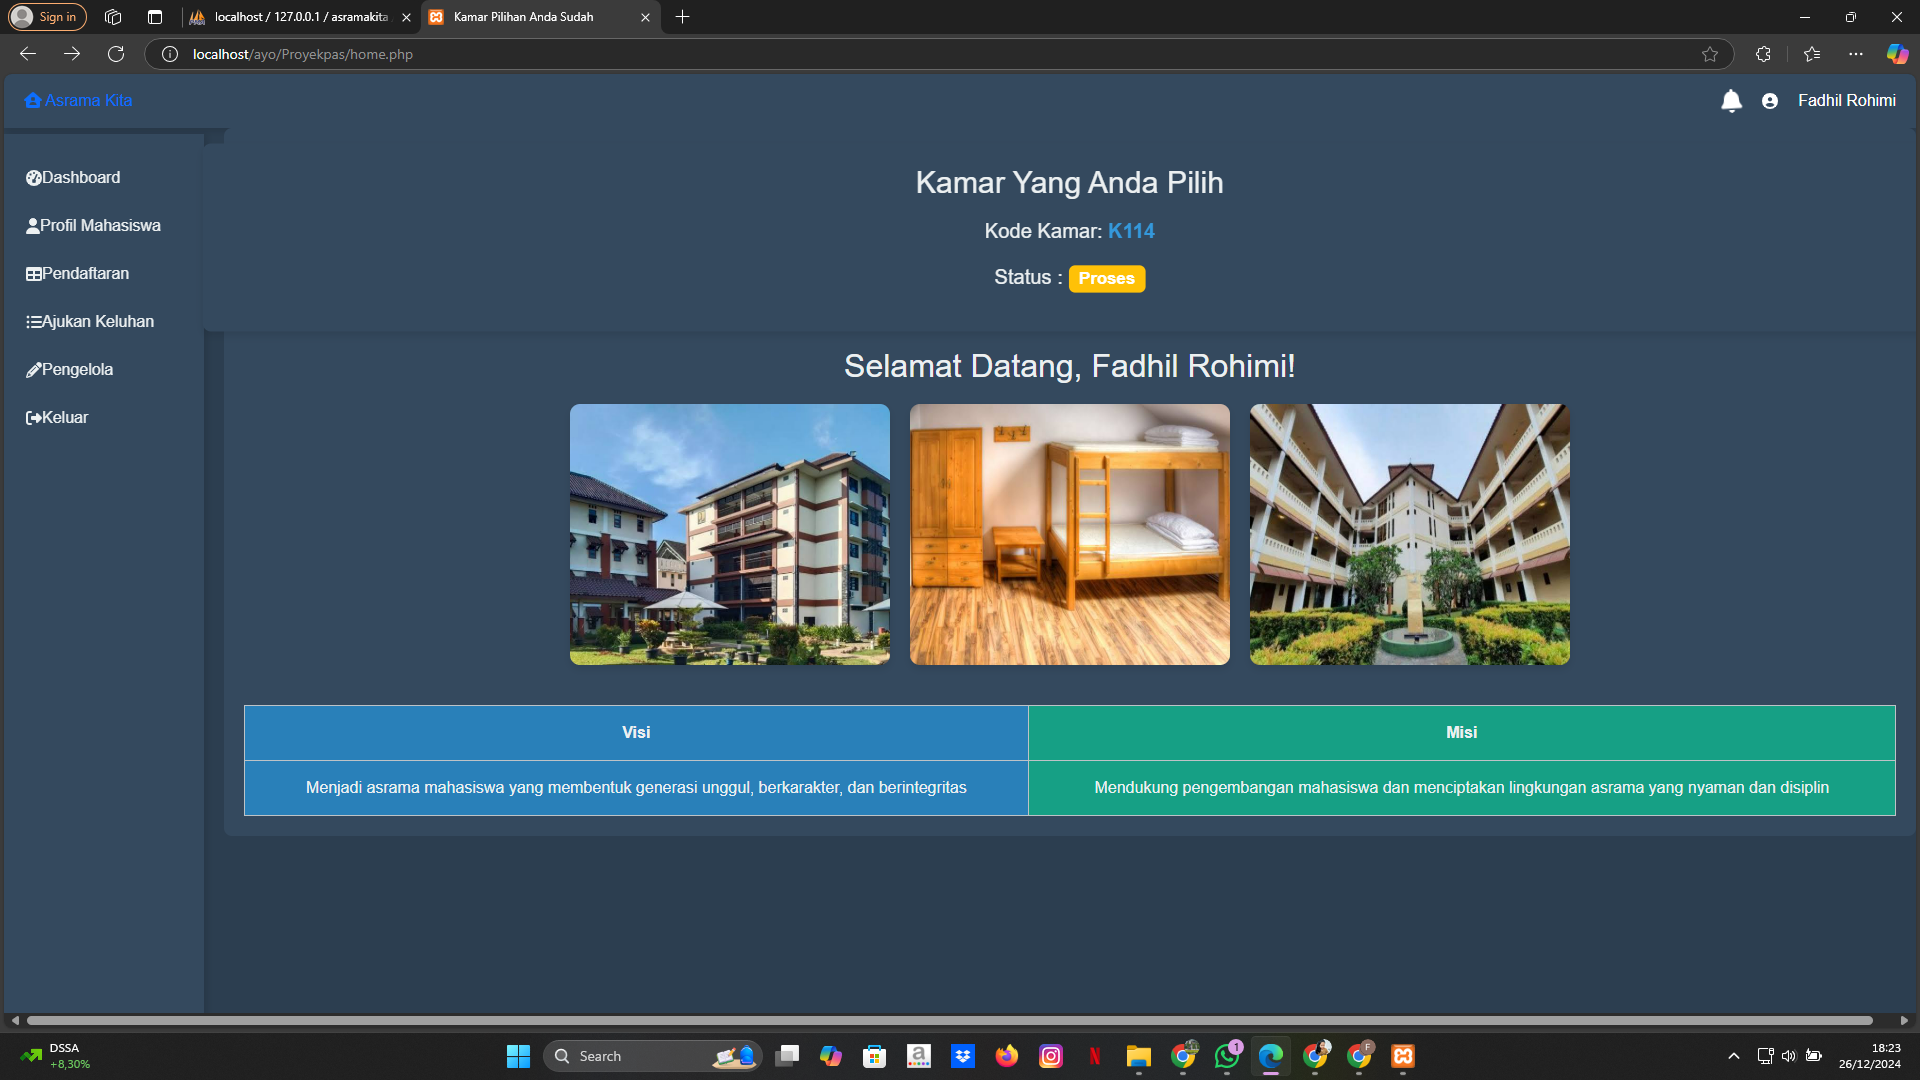 Sign in
localhost / 127.0.0.1 / asramakita
Kamar Pilihan Anda Sudah
localhost/ayo/Proyekpas/home.php
Asrama Kita
Fadhil Rohimi
Dashboard
Profil Mahasiswa
Pendaftaran
Ajukan Keluhan
Pengelola
Keluar
Kamar Yang Anda Pilih
Kode Kamar: K114
Status : Proses
Selamat Datang, Fadhil Rohimi!
Visi
Misi
Menjadi asrama mahasiswa yang membentuk generasi unggul, berkarakter, dan berintegritas
Mendukung pengembangan mahasiswa dan menciptakan lingkungan asrama yang nyaman dan disiplin
DSSA
+8,30%
Search
1
F
18:23
26/12/2024